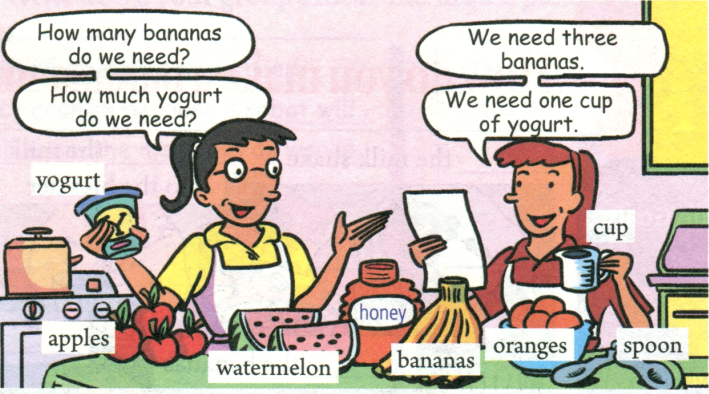 How many bananas
do we need?
How much yogurt
do we need?
We need three
bananas.
We need one cup
of yogurt.
yogurt
cup
honey
apples
watermelon
bananas
oranges
spoon